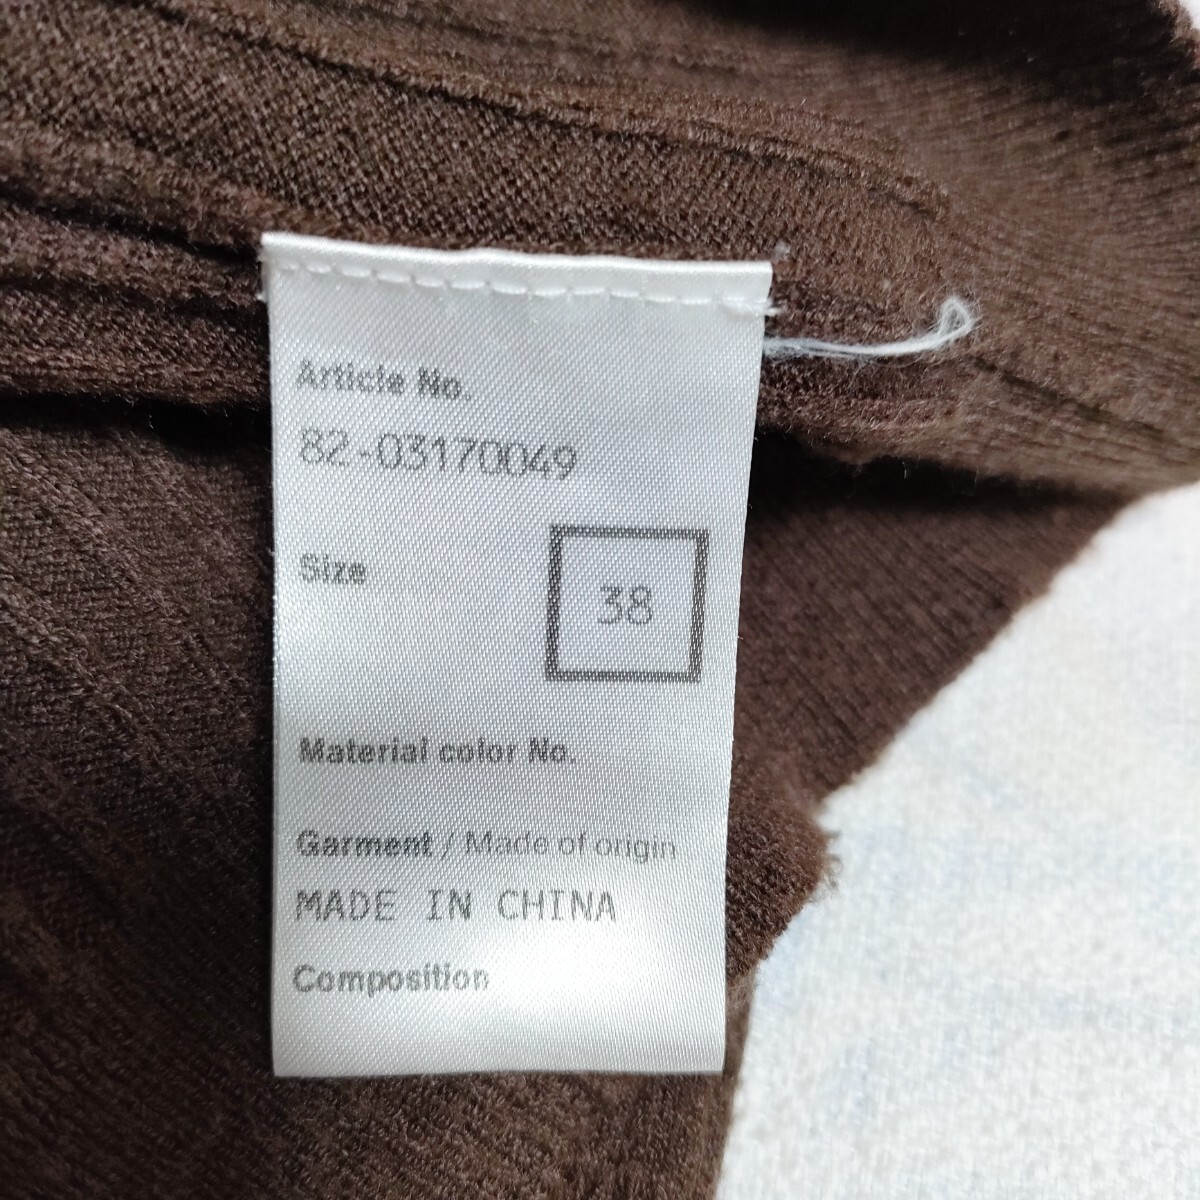 Article No.
82-03170049
Size
38
Material color No.
Garment / Made of origin
MADE IN CHINA
Composition